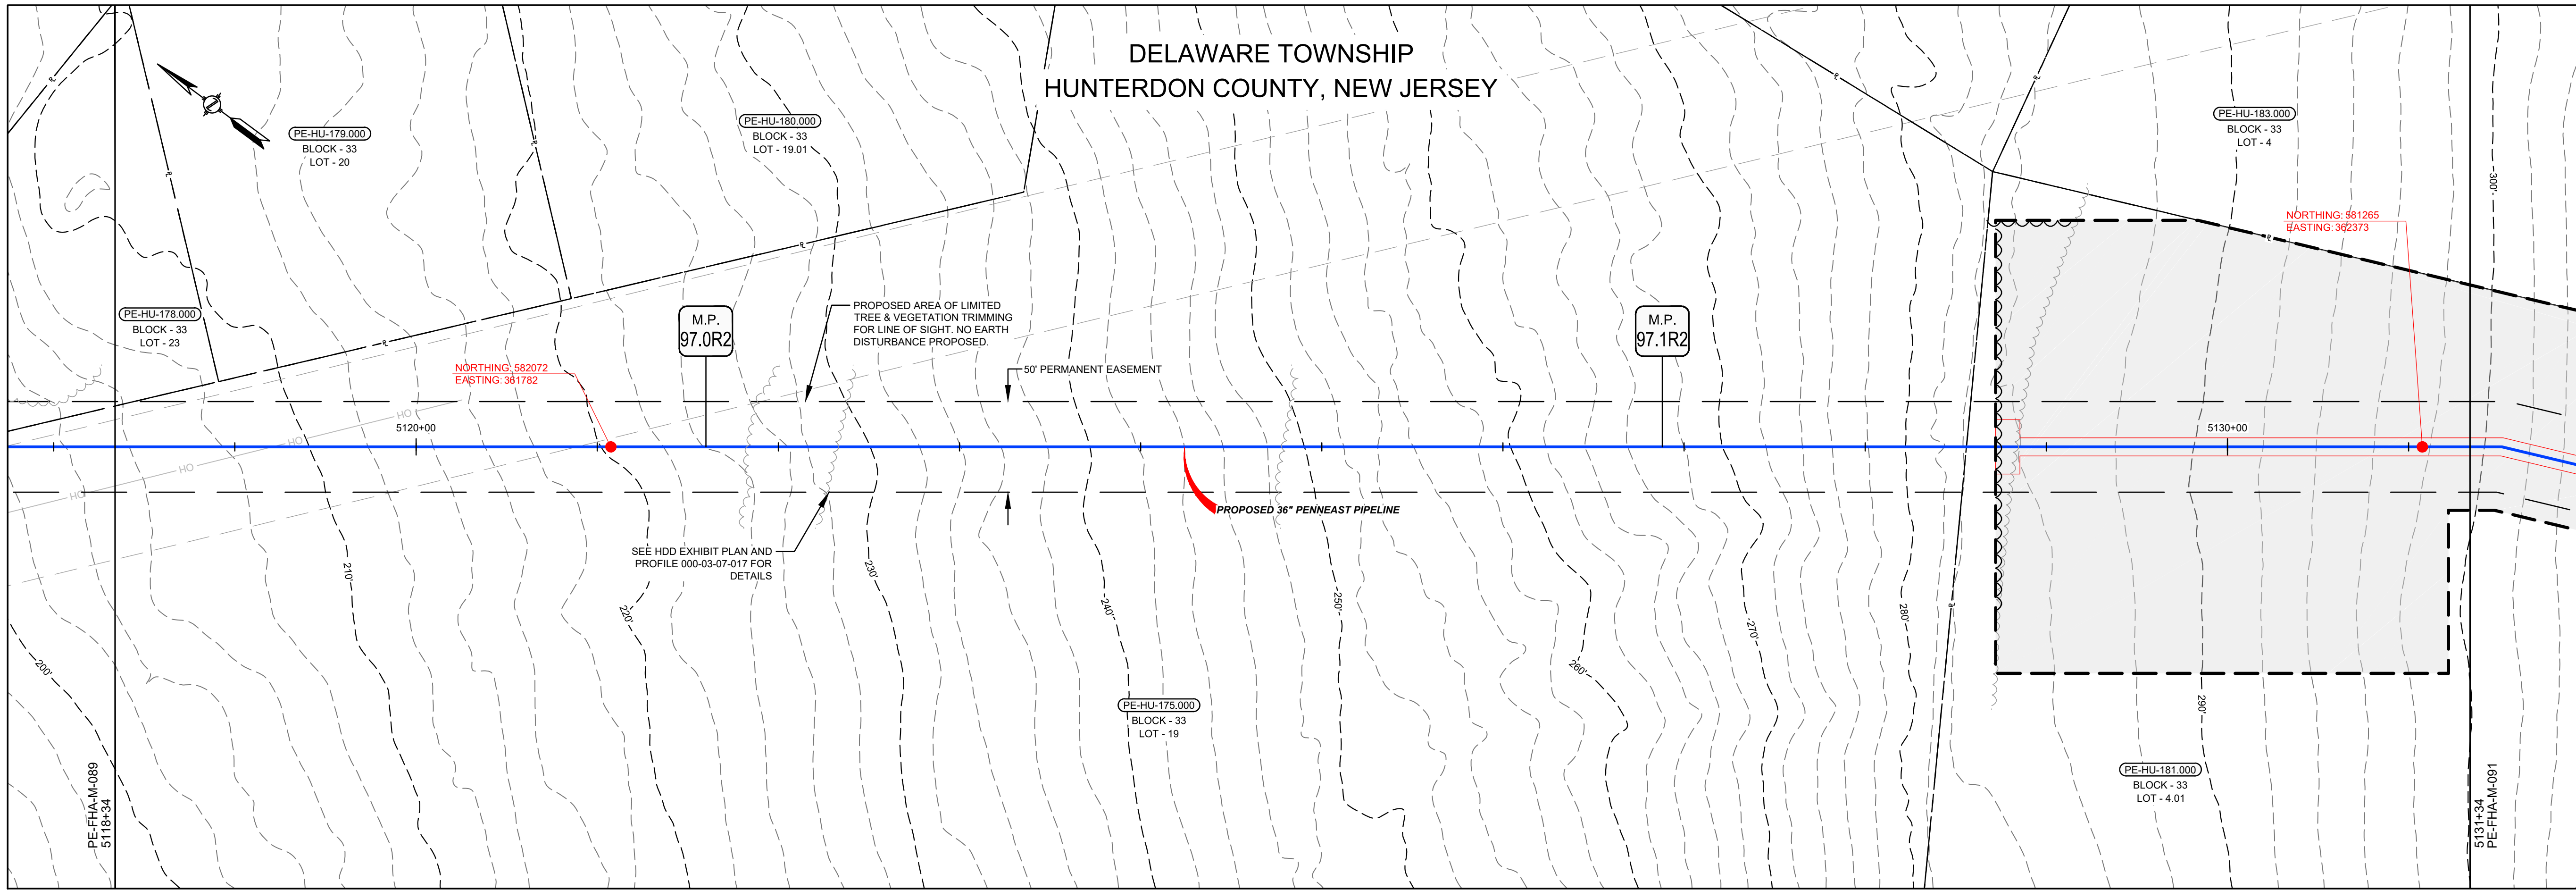 DELAWARE TOWNSHIP
HUNTERDON COUNTY, NEW JERSEY
PE-HU-179.000
BLOCK - 33
LOT - 20
PE-HU-180.000
BLOCK - 33
LOT - 19.01
PE-HU-183.000
BLOCK - 33
LOT - 4
300'
NORTHING: 581265
EASTING: 362373
PE-HU-178.000
BLOCK - 33
LOT - 23
M.P.
97.0R2
PROPOSED AREA OF LIMITED
TREE & VEGETATION TRIMMING
FOR LINE OF SIGHT. NO EARTH
DISTURBANCE PROPOSED.
M.P.
97.1R2
NORTHING: 582072
EASTING: 361782
50' PERMANENT EASEMENT
HO
HO
HO
HO
5120+00
5130+00
PROPOSED 36" PENNEAST PIPELINE
SEE HDD EXHIBIT PLAN AND
PROFILE 000-03-07-017 FOR
DETAILS
200'
210'
220'
230'
240'
250'
260'
270'
280'
290'
PE-HU-175.000
BLOCK - 33
LOT - 19
PE-HU-181.000
BLOCK - 33
LOT - 4.01
PE-FHA-M-089
5118+34
5131+34
PE-FHA-M-091